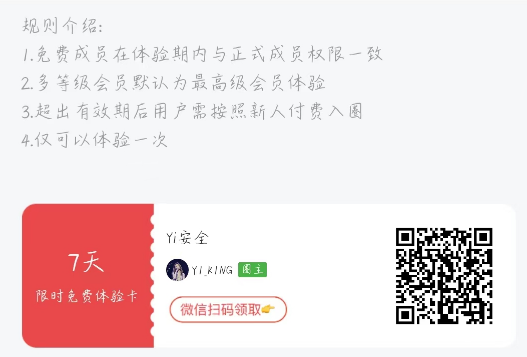 规则介绍:
1.免费成员在体验期内与正式成员权限一致
2.多等级会员默认为最高级会员体验
3.超出有效期后用户需按照新人付费入圈
4.仅可以体验一次
7天
限时免费体验卡
Yi安全
YI_KING 圈主
微信扫码领取👉